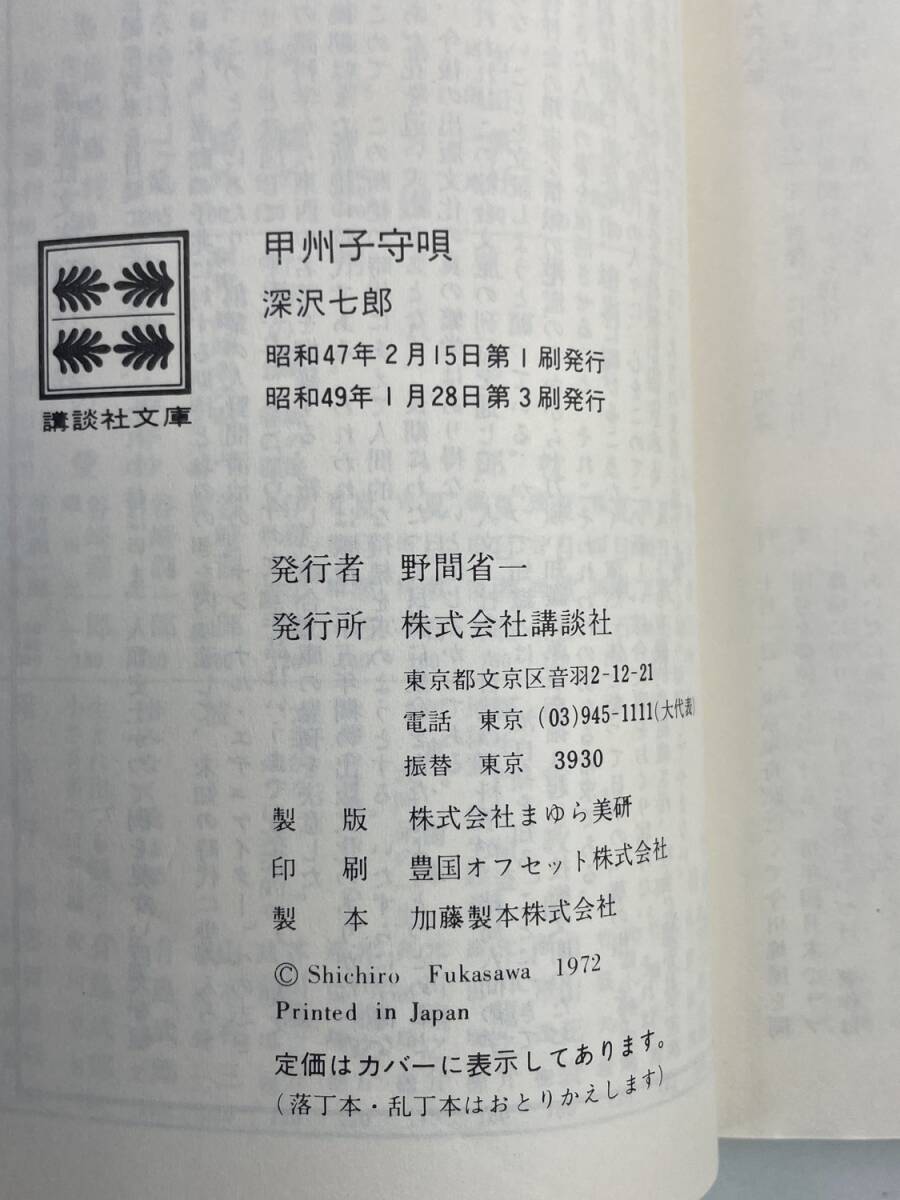 甲州子守唄
深沢七郎
昭和47年2月15日第1刷発行
昭和49年1月28日第3刷発行
講談社文庫
発行者 野間省一
発行所 株式会社講談社
東京都文京区音羽2-12-21
電話 東京 (03)945-1111(大代表)
振替 東京 3930
製版 株式会社まゆら美研
印刷 豊国オフセット株式会社
製本 加藤製本株式会社
© Shichiro Fukasawa 1972
Printed in Japan
定価はカバーに表示してあります。
(落丁本・乱丁本はおとりかえします)